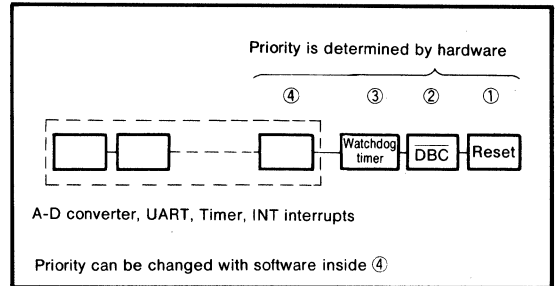 Priority is determined by hardware
④ ③ ② ①
Watchdog
timer
D̅B̅C̅
Reset
A-D converter, UART, Timer, INT interrupts
Priority can be changed with software inside ④